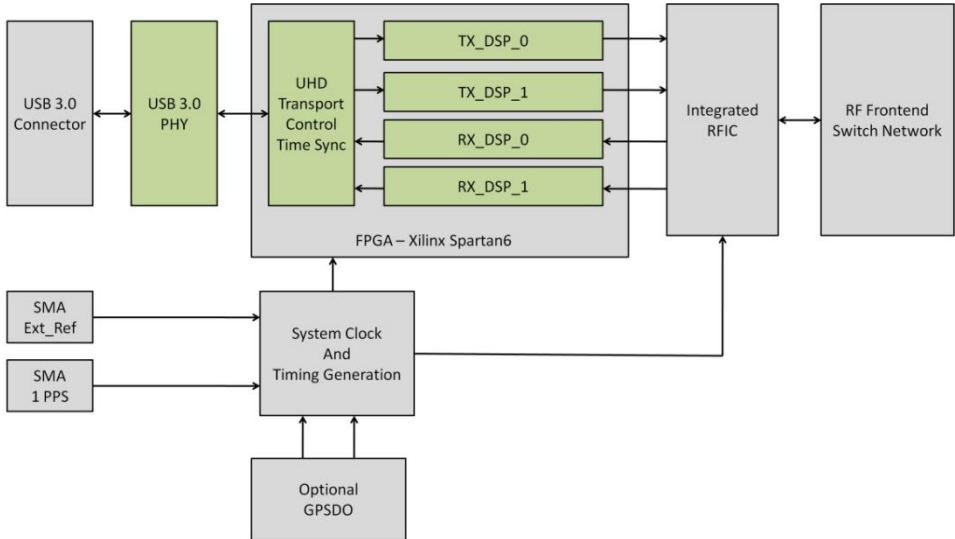 USB 3.0
Connector
USB 3.0
PHY
UHD
Transport
Control
Time Sync
TX_DSP_0
TX_DSP_1
RX_DSP_0
RX_DSP_1
FPGA – Xilinx Spartan6
Integrated
RFIC
RF Frontend
Switch Network
SMA
Ext_Ref
SMA
1 PPS
System Clock
And
Timing Generation
Optional
GPSDO